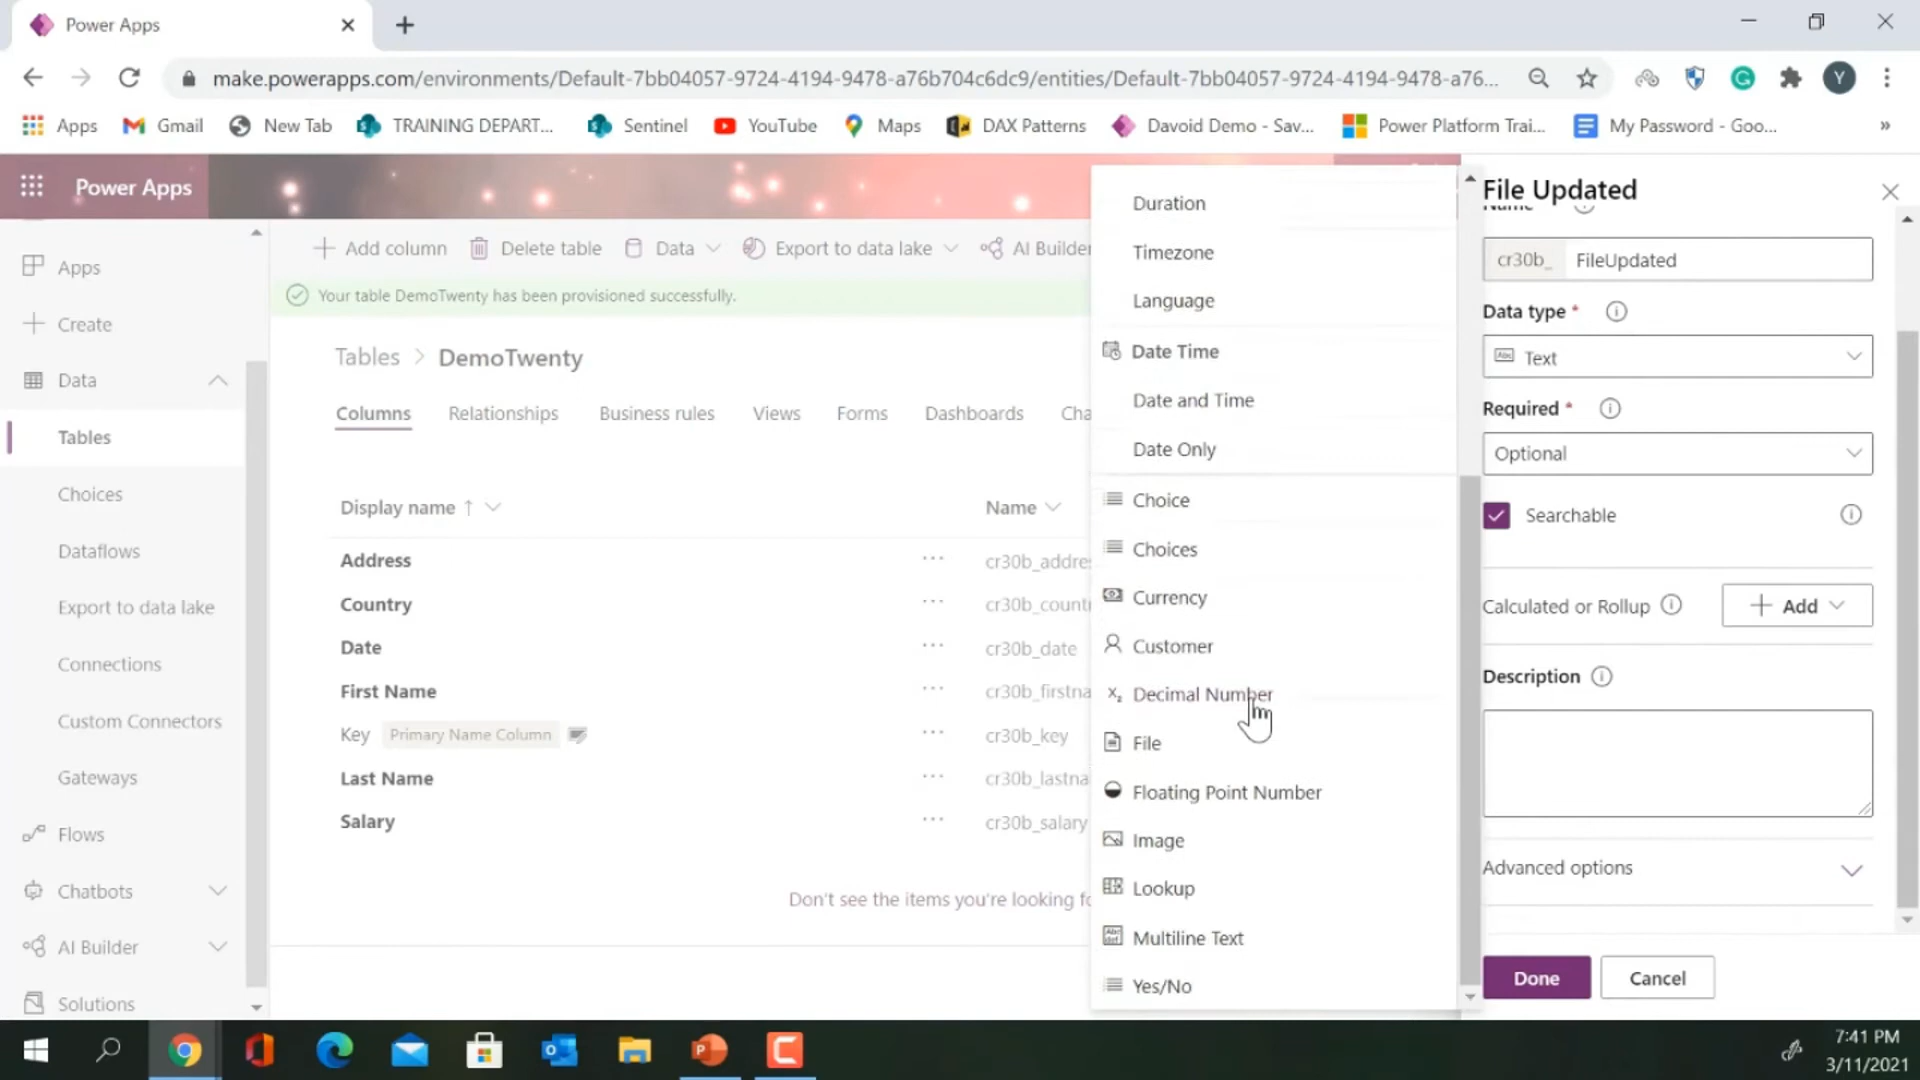 Power Apps
make.powerapps.com/environments/Default-7bb04057-9724-4194-9478-a76b704c6dc9/entities/Default-7bb04057-9724-4194-9478-a76...
Y
Apps
Gmail
New Tab
TRAINING DEPART...
Sentinel
YouTube
Maps
DAX Patterns
Davoid Demo - Sav...
Power Platform Trai...
My Password - Goo...
»
Power Apps
Apps
Create
Data
Tables
Choices
Dataflows
Export to data lake
Connections
Custom Connectors
Gateways
Flows
Chatbots
AI Builder
Solutions
Add column
Delete table
Data
Export to data lake
AI Builder
Your table DemoTwenty has been provisioned successfully.
Tables > DemoTwenty
Columns
Relationships
Business rules
Views
Forms
Dashboards
Cha
Display name ↑
Name
Address ··· cr30b_addre
Country ··· cr30b_count
Date ··· cr30b_date
First Name ··· cr30b_firstna
Key Primary Name Column ··· cr30b_key
Last Name ··· cr30b_lastna
Salary ··· cr30b_salary
Don't see the items you're looking fo
Duration
Timezone
Language
Date Time
Date and Time
Date Only
Choice
Choices
Currency
Customer
Decimal Number
File
Floating Point Number
Image
Lookup
Multiline Text
Yes/No
File Updated
Name
cr30b_ FileUpdated
Data type *
Abc Text
Required *
Optional
Searchable
Calculated or Rollup
Add
Description
Advanced options
Done
Cancel
7:41 PM
3/11/2021